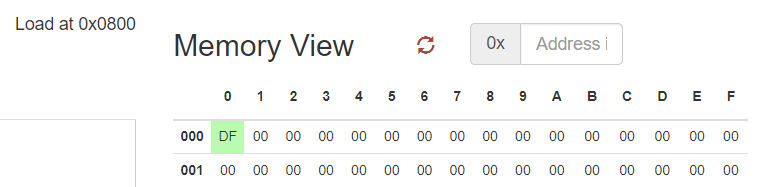 Load at 0x0800
Memory View
0x Address i
0 1 2 3 4 5 6 7 8 9 A B C D E F
000 DF 00 00 00 00 00 00 00 00 00 00 00 00 00 00 00
001 00 00 00 00 00 00 00 00 00 00 00 00 00 00 00 00